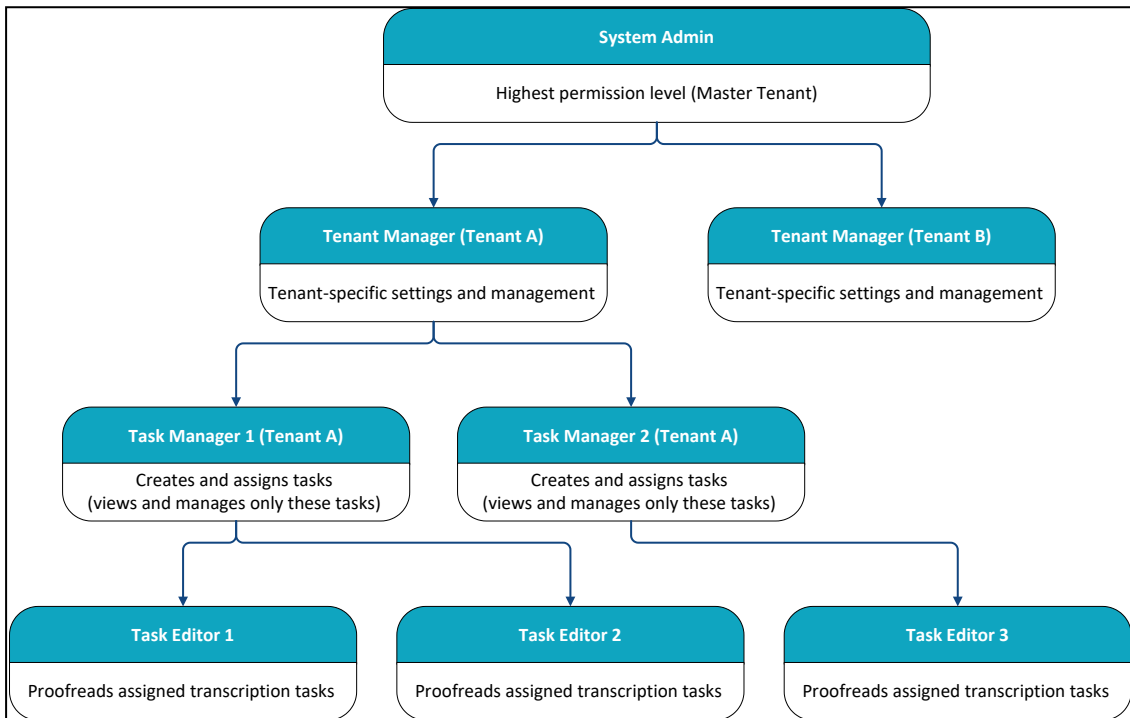 System Admin
Highest permission level (Master Tenant)
Tenant Manager (Tenant A)
Tenant-specific settings and management
Tenant Manager (Tenant B)
Tenant-specific settings and management
Task Manager 1 (Tenant A)
Creates and assigns tasks
(views and manages only these tasks)
Task Manager 2 (Tenant A)
Creates and assigns tasks
(views and manages only these tasks)
Task Editor 1
Proofreads assigned transcription tasks
Task Editor 2
Proofreads assigned transcription tasks
Task Editor 3
Proofreads assigned transcription tasks